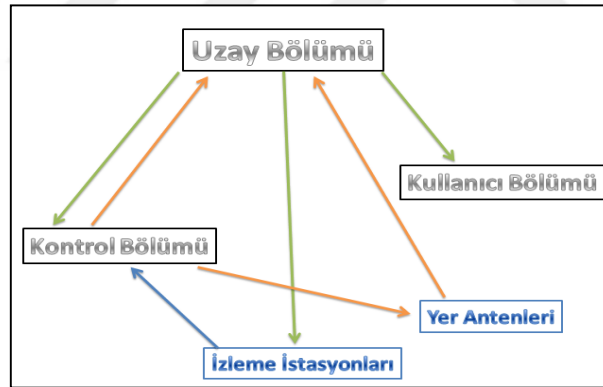 Uzay Bölümü
Kullanıcı Bölümü
Kontrol Bölümü
Yer Antenleri
İzleme İstasyonları